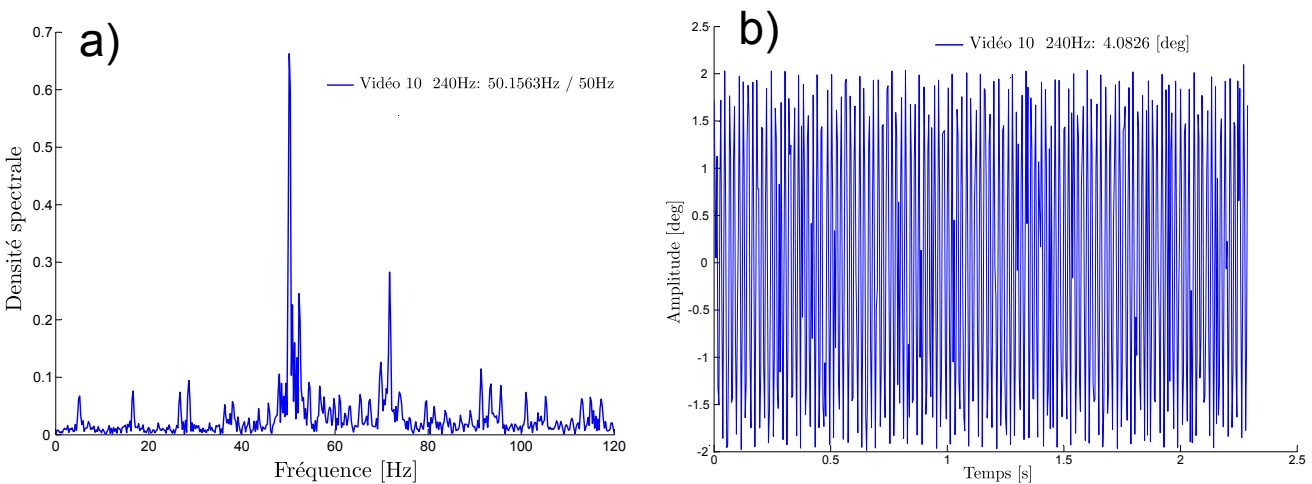 a)
Vidéo 10 240Hz: 50.1563Hz / 50Hz
Densité spectrale
0.7
0.6
0.5
0.4
0.3
0.2
0.1
0
0 20 40 60 80 100 120
Fréquence [Hz]
b)
Vidéo 10 240Hz: 4.0826 [deg]
Amplitude [deg]
2.5
2
1.5
1
0.5
0
-0.5
-1
-1.5
-2
0 0.5 1 1.5 2 2.5
Temps [s]